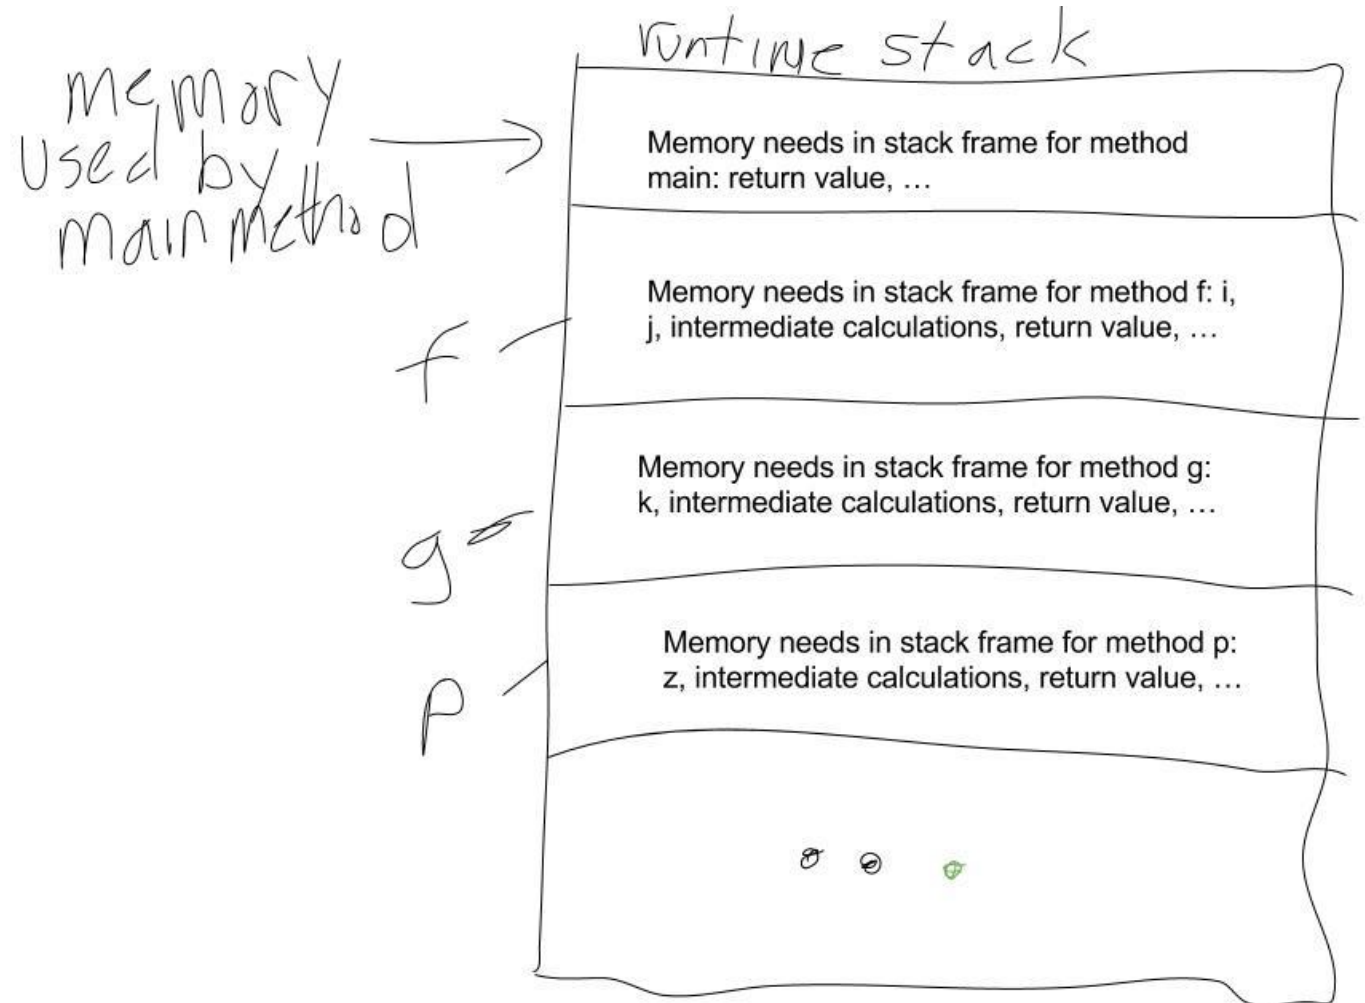 runtime stack
memory
used by
main method
Memory needs in stack frame for method
main: return value, …
f
Memory needs in stack frame for method f: i,
j, intermediate calculations, return value, …
g
Memory needs in stack frame for method g:
k, intermediate calculations, return value, …
p
Memory needs in stack frame for method p:
z, intermediate calculations, return value, …